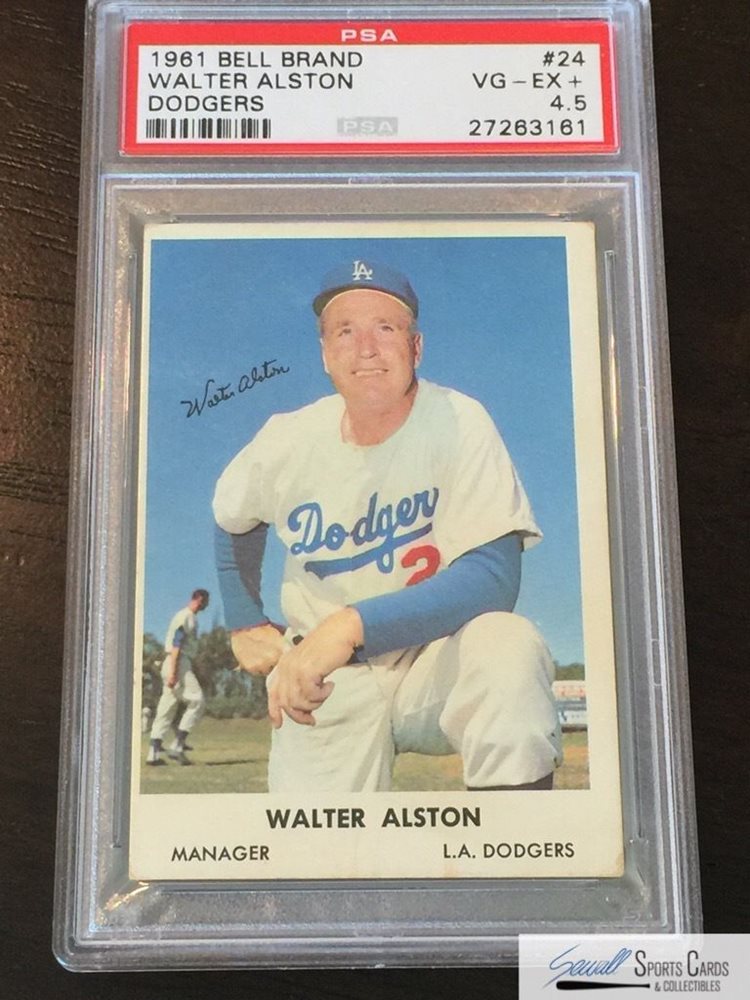 PSA
1961 BELL BRAND #24
WALTER ALSTON VG-EX+
DODGERS 4.5
PSA 27263161
LA
Walter Alston
Dodgers
2
WALTER ALSTON
MANAGER L.A. DODGERS
Sewall SPORTS CARDS
& COLLECTIBLES